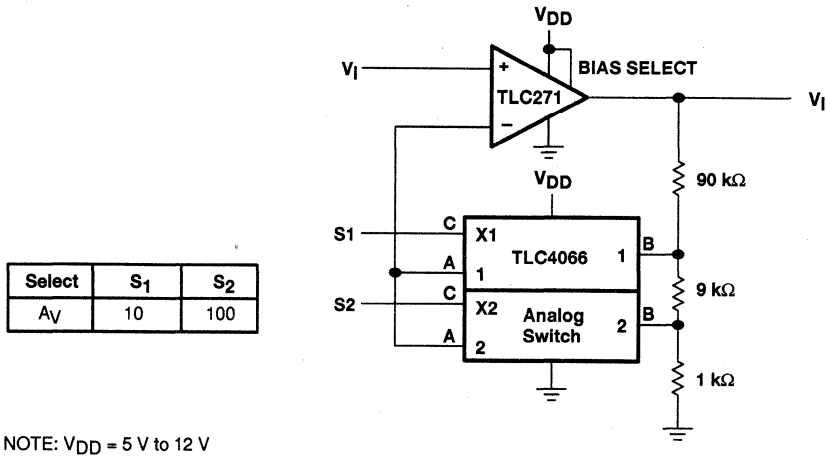 VDD
VI
+
BIAS SELECT
TLC271
VI
−
90 kΩ
VDD
S1
C
X1
TLC4066
1
B
A
1
9 kΩ
S2
C
X2
Analog
Switch
2
B
A
2
1 kΩ
Select S1 S2
AV 10 100
NOTE: VDD = 5 V to 12 V